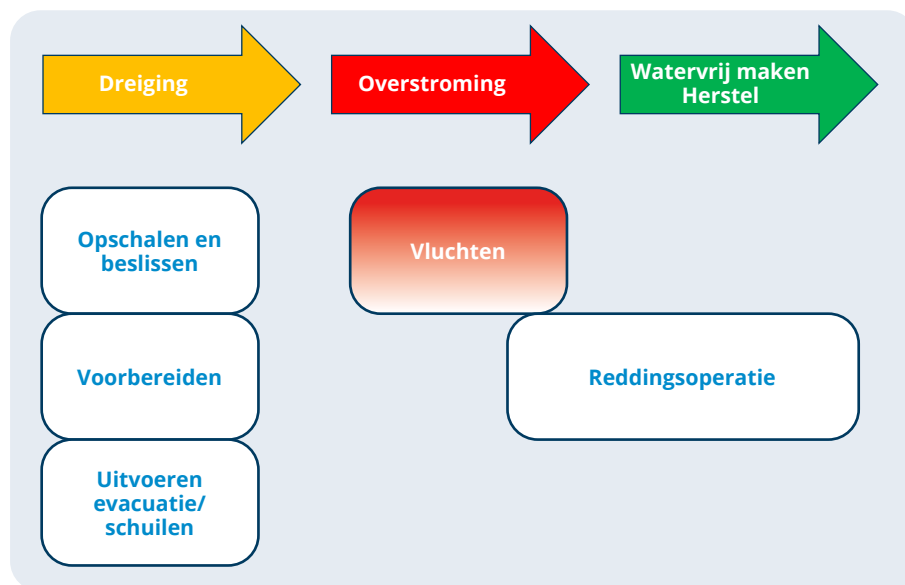 Dreiging
Overstroming
Watervrij maken
Herstel
Opschalen en
beslissen
Vluchten
Voorbereiden
Reddingsoperatie
Uitvoeren
evacuatie/
schuilen